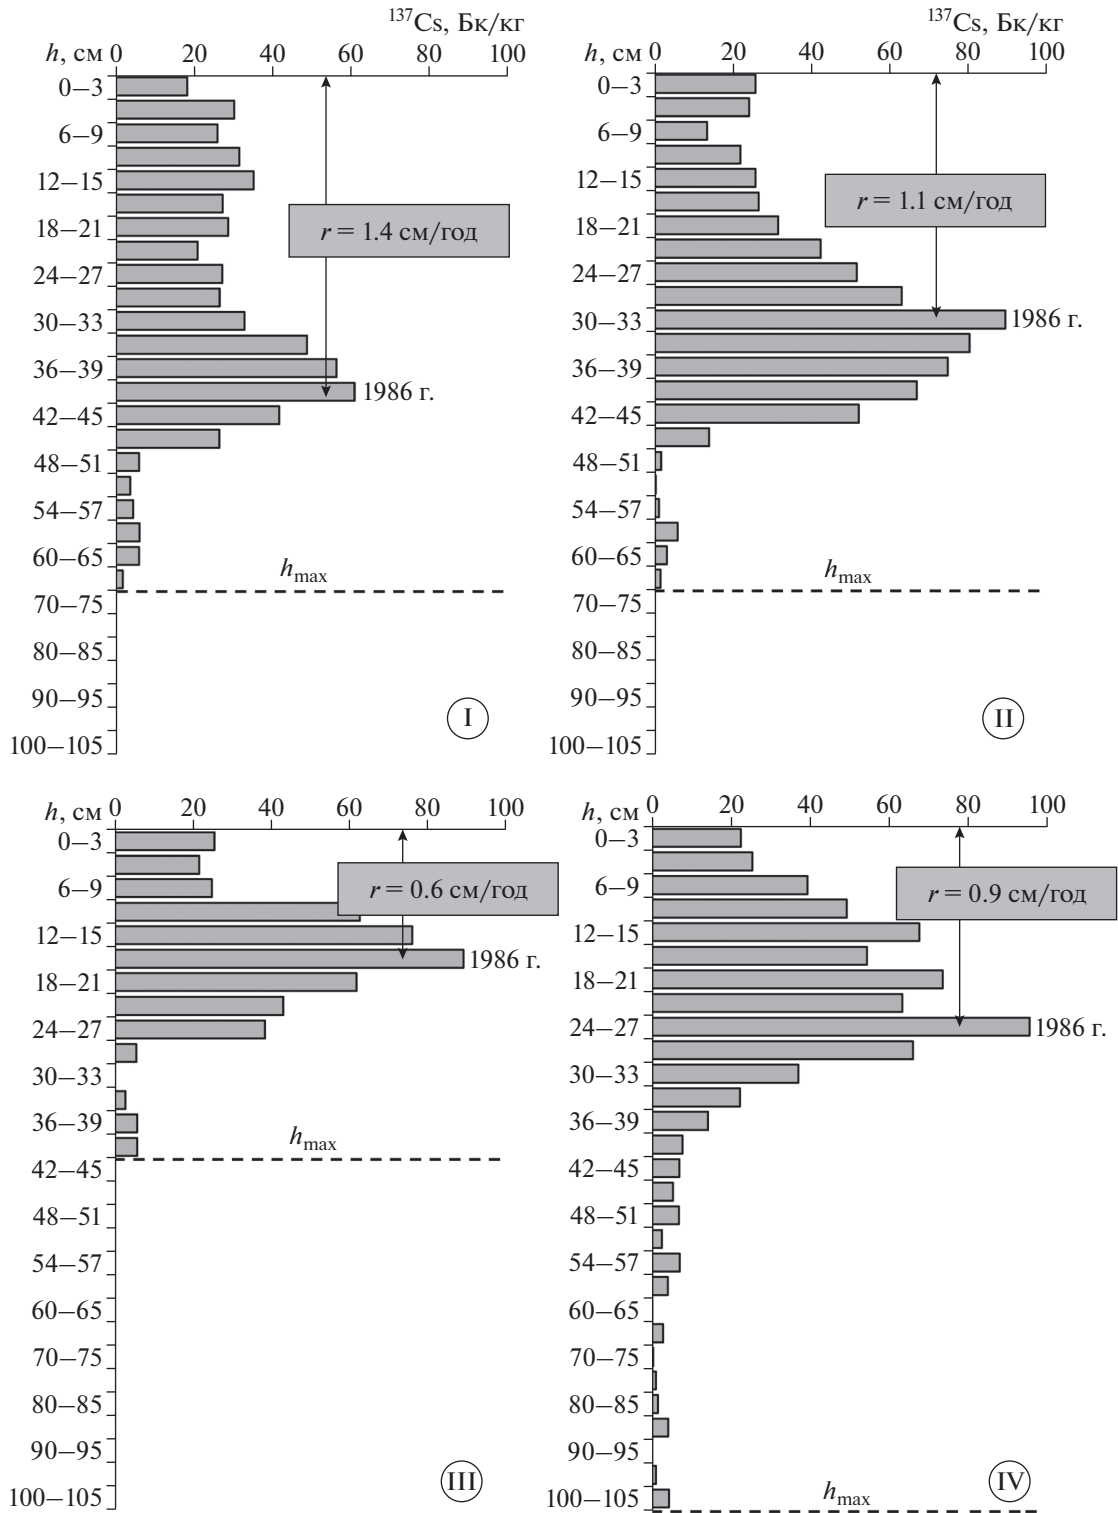 ¹³⁷Cs, Бк/кг
h, см 0 20 40 60 80 100
0–3
6–9
12–15
18–21
r = 1.4 см/год
24–27
30–33
36–39
1986 г.
42–45
48–51
54–57
60–65
hmax
70–75
80–85
90–95
I
100–105
¹³⁷Cs, Бк/кг
h, см 0 20 40 60 80 100
0–3
6–9
12–15
r = 1.1 см/год
18–21
24–27
30–33 1986 г.
36–39
42–45
48–51
54–57
60–65
hmax
70–75
80–85
90–95
II
100–105
h, см 0 20 40 60 80 100
0–3
6–9 r = 0.6 см/год
12–15
1986 г.
18–21
24–27
30–33
36–39
hmax
42–45
48–51
54–57
60–65
70–75
80–85
90–95
III
100–105
h, см 0 20 40 60 80 100
0–3
6–9 r = 0.9 см/год
12–15
18–21
24–27 1986 г.
30–33
36–39
42–45
48–51
54–57
60–65
70–75
80–85
90–95
IV
100–105 hmax